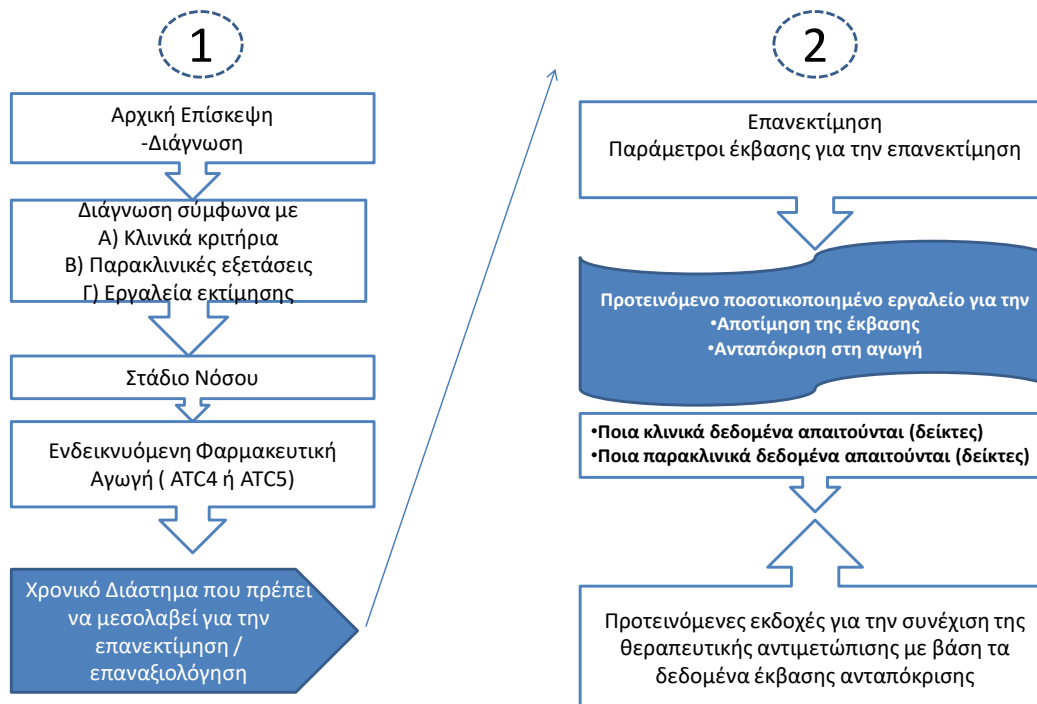 1
Αρχική Επίσκεψη
-Διάγνωση
Διάγνωση σύμφωνα με
Α) Κλινικά κριτήρια
Β) Παρακλινικές εξετάσεις
Γ) Εργαλεία εκτίμησης
Στάδιο Νόσου
Ενδεικνυόμενη Φαρμακευτική
Αγωγή ( ATC4 ή ATC5)
Χρονικό Διάστημα που πρέπει
να μεσολαβεί για την
επανεκτίμηση /
επαναξιολόγηση
2
Επανεκτίμηση
Παράμετροι έκβασης για την επανεκτίμηση
Προτεινόμενο ποσοτικοποιημένο εργαλείο για την
•Αποτίμηση της έκβασης
•Ανταπόκριση στη αγωγή
•Ποια κλινικά δεδομένα απαιτούνται (δείκτες)
•Ποια παρακλινικά δεδομένα απαιτούνται (δείκτες)
Προτεινόμενες εκδοχές για την συνέχιση της
θεραπευτικής αντιμετώπισης με βάση τα
δεδομένα έκβασης ανταπόκρισης